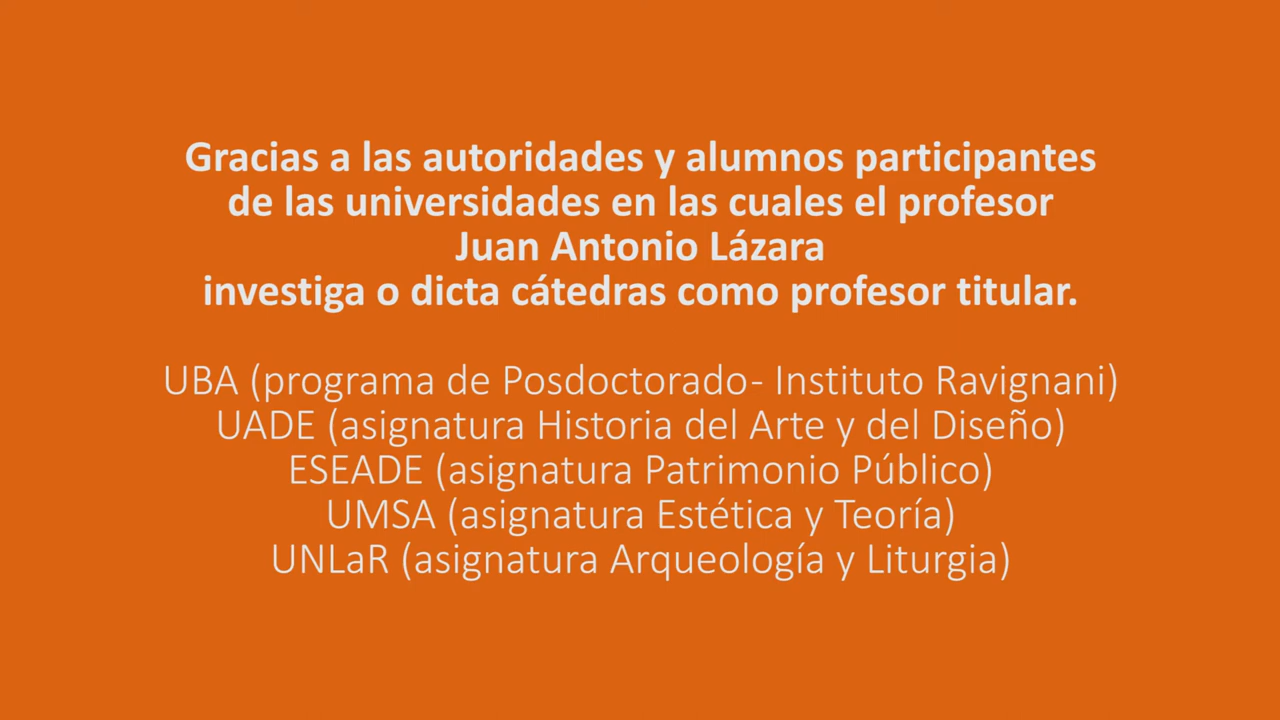 Gracias a las autoridades y alumnos participantes
de las universidades en las cuales el profesor
Juan Antonio Lázara
investiga o dicta cátedras como profesor titular.
UBA (programa de Posdoctorado- Instituto Ravignani)
UADE (asignatura Historia del Arte y del Diseño)
ESEADE (asignatura Patrimonio Público)
UMSA (asignatura Estética y Teoría)
UNLaR (asignatura Arqueología y Liturgia)